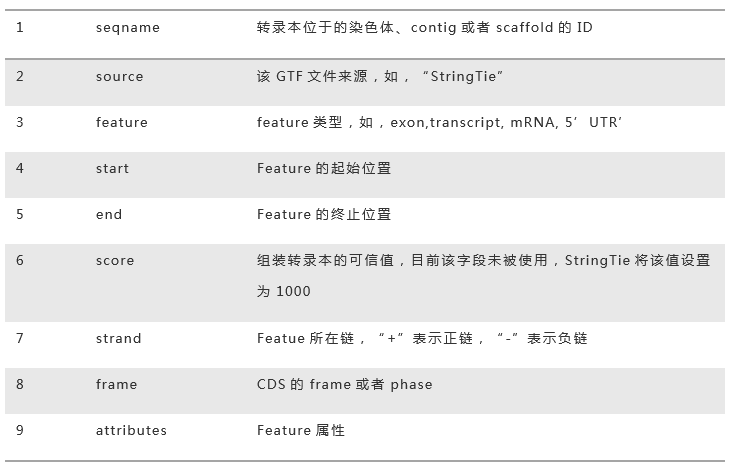 1 seqname 转录本位于的染色体、contig 或者 scaffold 的 ID
2 source 该 GTF 文件来源，如，“StringTie”
3 feature feature 类型，如，exon,transcript, mRNA, 5’UTR’
4 start Feature 的起始位置
5 end Feature 的终止位置
6 score 组装转录本的可信值，目前该字段未被使用，StringTie 将该值设置
为 1000
7 strand Featue 所在链，“+”表示正链，“-”表示负链
8 frame CDS 的 frame 或者 phase
9 attributes Feature 属性